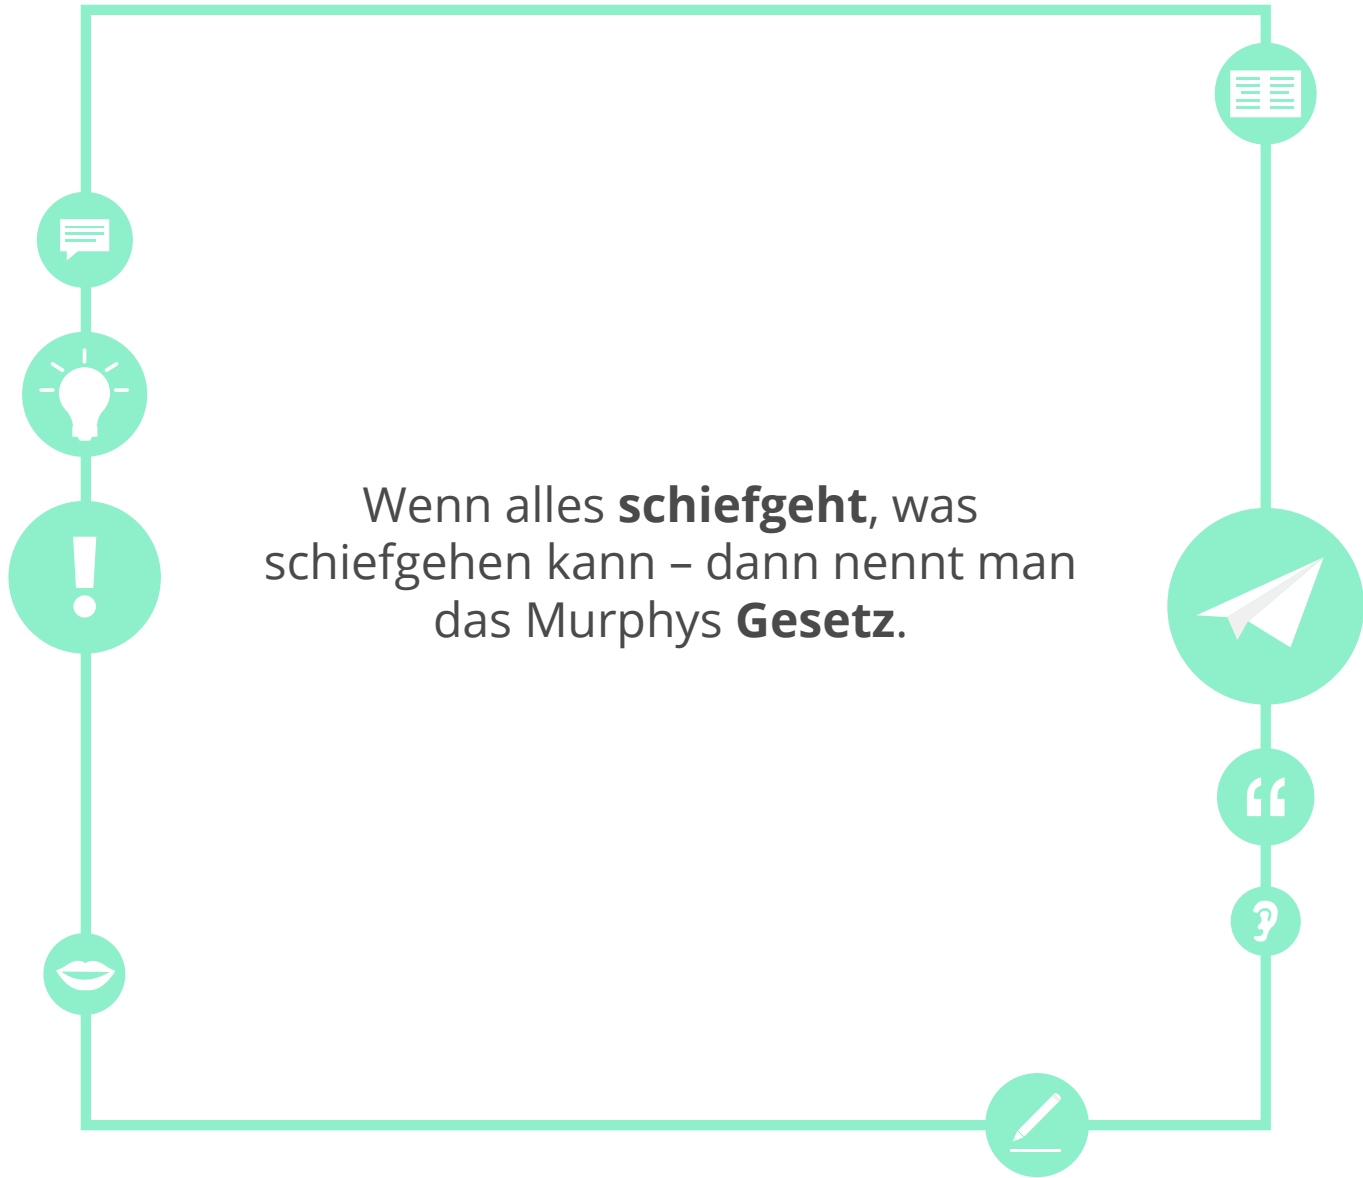 Wenn alles schiefgeht, was
schiefgehen kann – dann nennt man
das Murphys Gesetz.